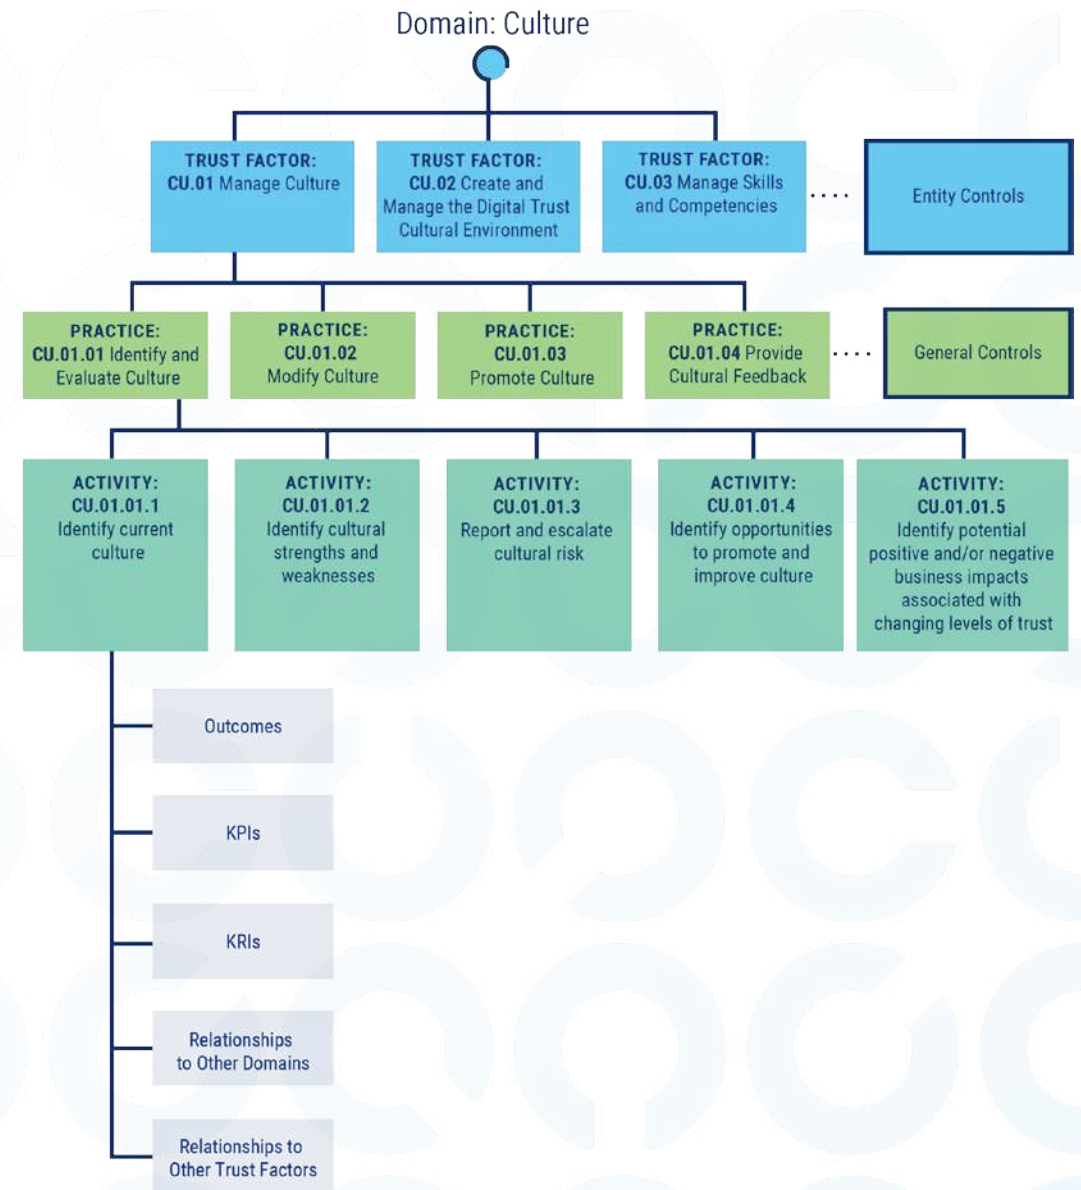 Domain: Culture
TRUST FACTOR:
CU.01 Manage Culture
TRUST FACTOR:
CU.02 Create and
Manage the Digital Trust
Cultural Environment
TRUST FACTOR:
CU.03 Manage Skills
and Competencies
....
Entity Controls
PRACTICE:
CU.01.01 Identify and
Evaluate Culture
PRACTICE:
CU.01.02
Modify Culture
PRACTICE:
CU.01.03
Promote Culture
PRACTICE:
CU.01.04 Provide
Cultural Feedback
....
General Controls
ACTIVITY:
CU.01.01.1
Identify current
culture
ACTIVITY:
CU.01.01.2
Identify cultural
strengths and
weaknesses
ACTIVITY:
CU.01.01.3
Report and escalate
cultural risk
ACTIVITY:
CU.01.01.4
Identify opportunities
to promote and
improve culture
ACTIVITY:
CU.01.01.5
Identify potential
positive and/or negative
business impacts
associated with
changing levels of trust
Outcomes
KPIs
KRIs
Relationships
to Other Domains
Relationships to
Other Trust Factors